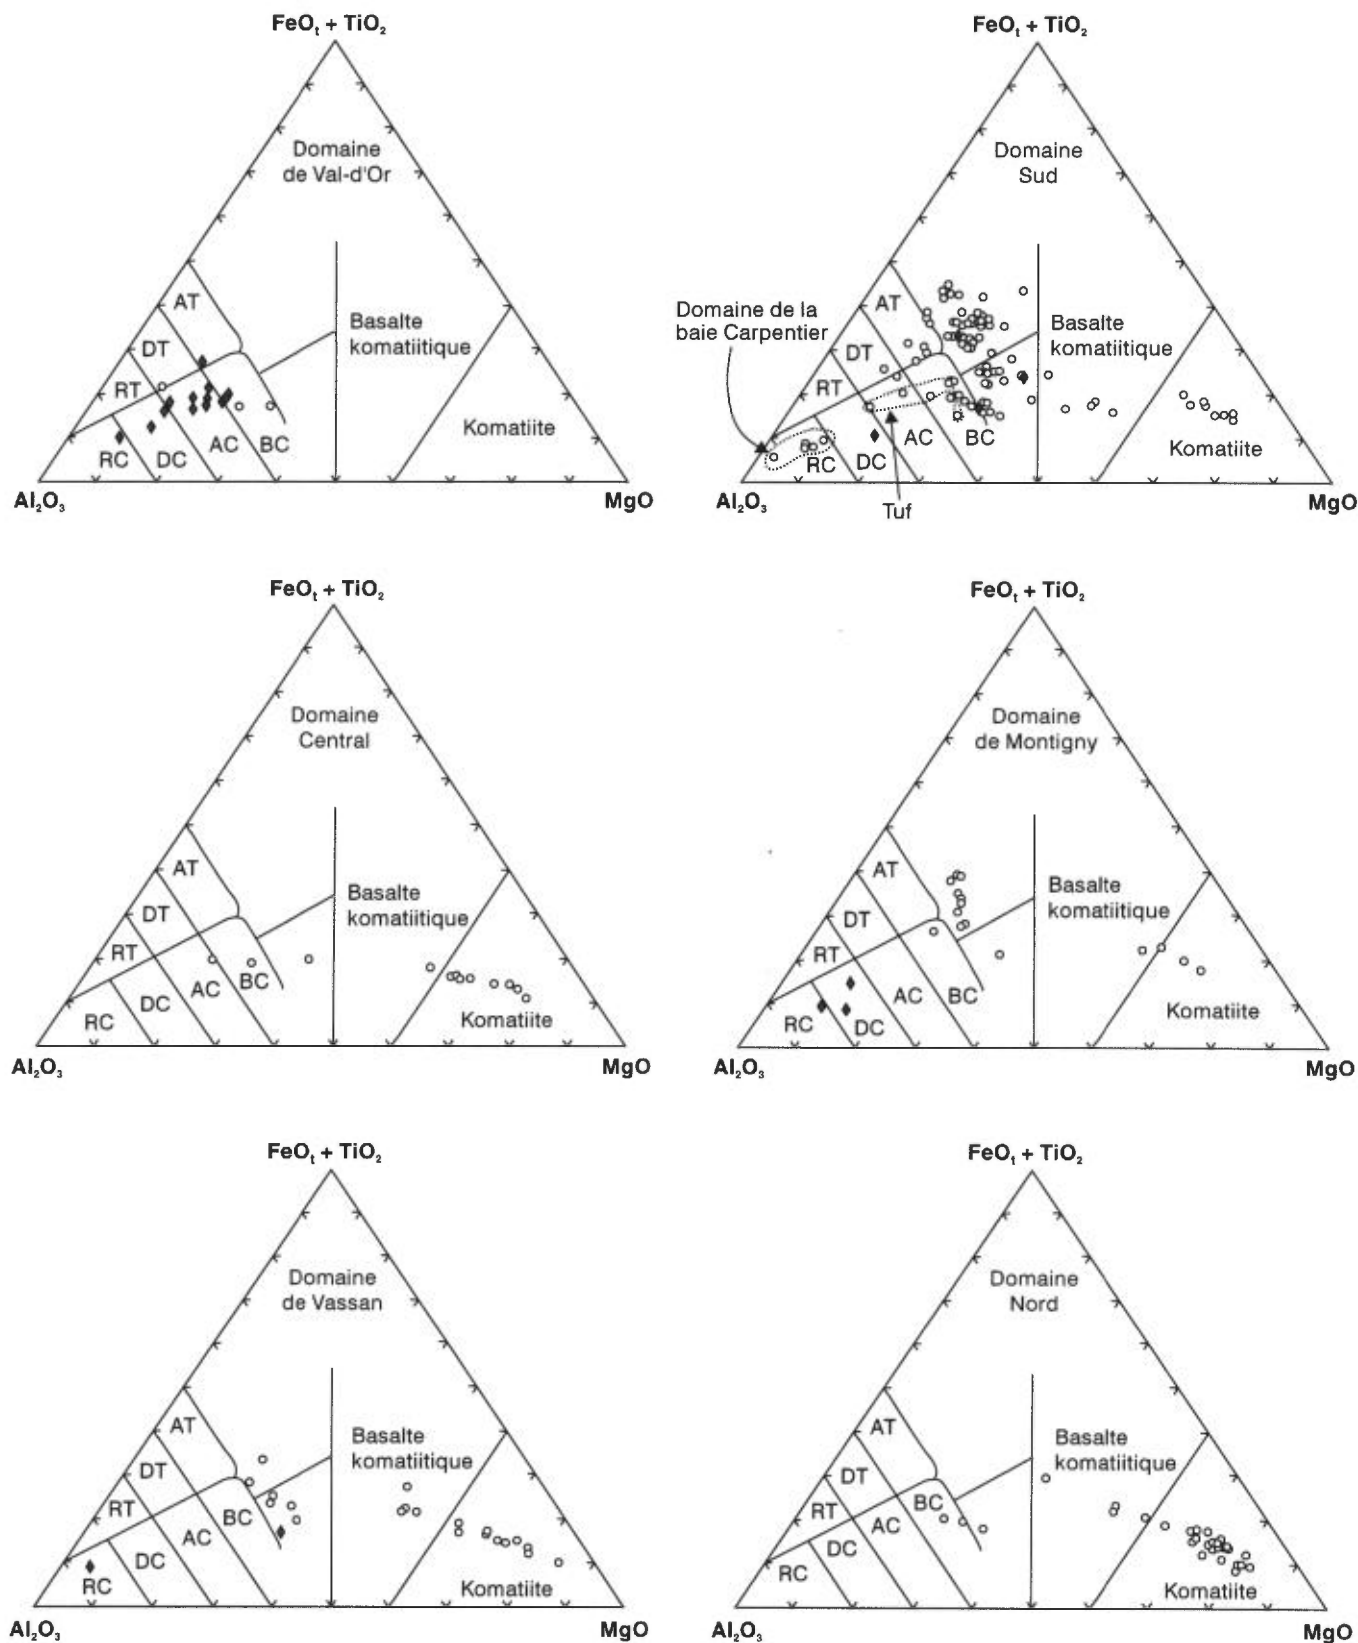 FeOₜ + TiO₂
Domaine
de Val-d'Or
AT
DT
RT
Basalte
komatiitique
RC
DC
AC
BC
Komatiite
Al₂O₃
MgO
FeOₜ + TiO₂
Domaine
Sud
Domaine de la
baie Carpentier
AT
DT
RT
Basalte
komatiitique
RC
DC
AC
BC
Komatiite
Al₂O₃
Tuf
MgO
FeOₜ + TiO₂
Domaine
Central
AT
DT
RT
Basalte
komatiitique
RC
DC
AC
BC
Komatiite
Al₂O₃
MgO
FeOₜ + TiO₂
Domaine
de Montigny
AT
DT
RT
Basalte
komatiitique
RC
DC
AC
BC
Komatiite
Al₂O₃
MgO
FeOₜ + TiO₂
Domaine
de Vassan
AT
DT
RT
Basalte
komatiitique
RC
DC
AC
BC
Komatiite
Al₂O₃
MgO
FeOₜ + TiO₂
Domaine
Nord
AT
DT
RT
Basalte
komatiitique
RC
DC
AC
BC
Komatiite
Al₂O₃
MgO